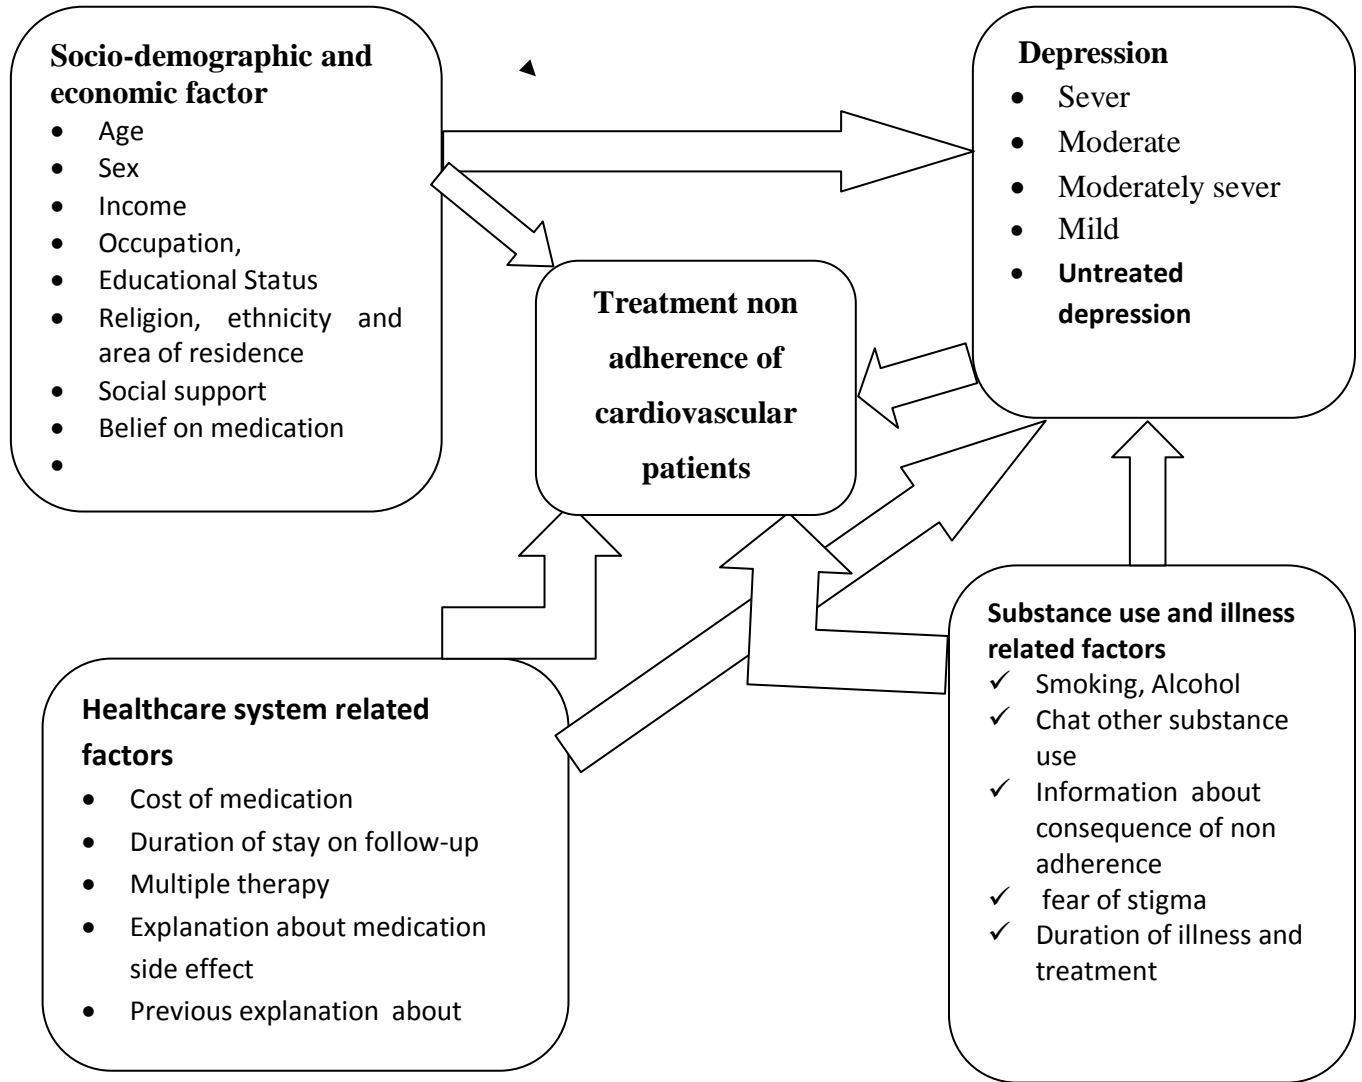 Socio-demographic and
economic factor
• Age
• Sex
• Income
• Occupation,
• Educational Status
• Religion, ethnicity and
area of residence
• Social support
• Belief on medication
•
Depression
• Sever
• Moderate
• Moderately sever
• Mild
• Untreated
depression
Treatment non
adherence of
cardiovascular
patients
Healthcare system related
factors
• Cost of medication
• Duration of stay on follow-up
• Multiple therapy
• Explanation about medication
side effect
• Previous explanation about
Substance use and illness
related factors
✓ Smoking, Alcohol
✓ Chat other substance
use
✓ Information about
consequence of non
adherence
✓ fear of stigma
✓ Duration of illness and
treatment